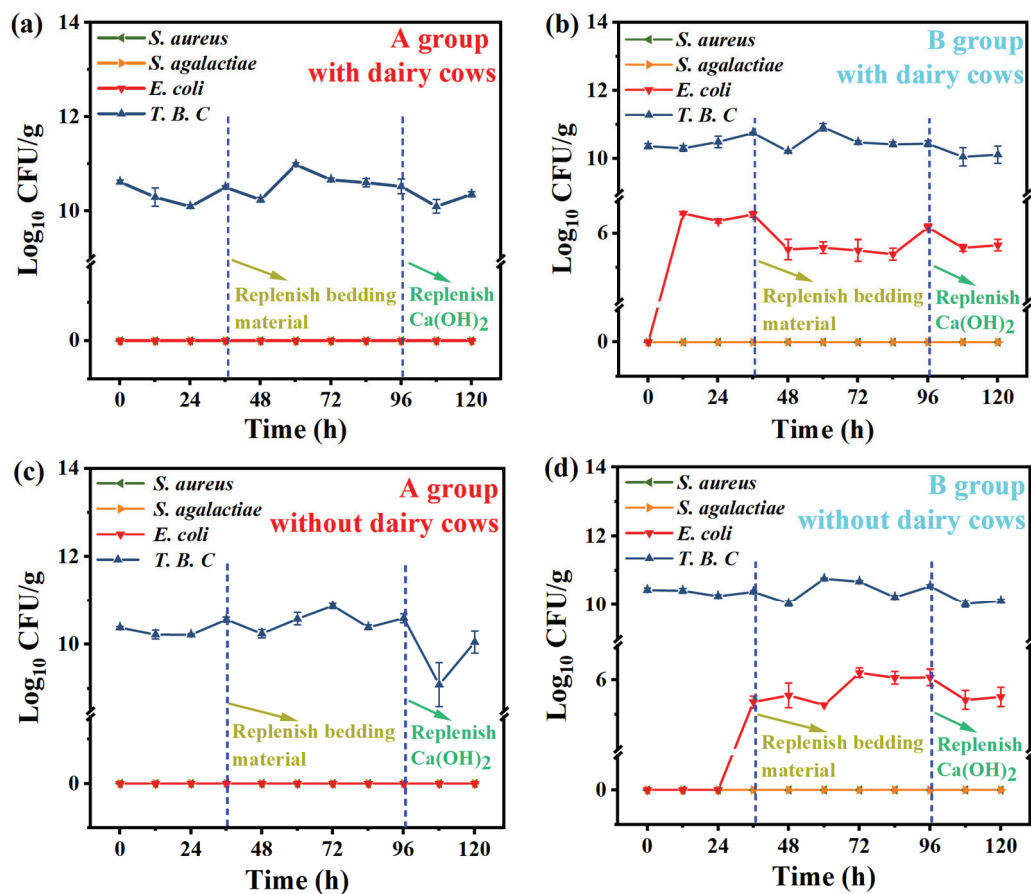 (a)
14
12
10
0
Log10 CFU/g
S. aureus
S. agalactiae
E. coli
T. B. C
A group
with dairy cows
Replenish bedding
material
Replenish
Ca(OH)2
0 24 48 72 96 120
Time (h)
(b)
14
12
10
6
0
Log10 CFU/g
S. aureus
S. agalactiae
E. coli
T. B. C
B group
with dairy cows
Replenish bedding
material
Replenish
Ca(OH)2
0 24 48 72 96 120
Time (h)
(c)
14
12
10
0
Log10 CFU/g
S. aureus
S. agalactiae
E. coli
T. B. C
A group
without dairy cows
Replenish bedding
material
Replenish
Ca(OH)2
0 24 48 72 96 120
Time (h)
(d)
14
12
10
6
0
Log10 CFU/g
S. aureus
S. agalactiae
E. coli
T. B. C
B group
without dairy cows
Replenish bedding
material
Replenish
Ca(OH)2
0 24 48 72 96 120
Time (h)